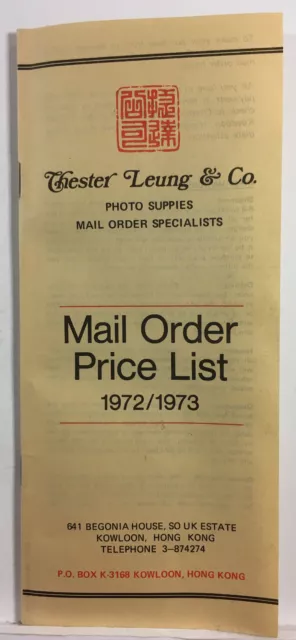 Chester Leung & Co.
PHOTO SUPPIES
MAIL ORDER SPECIALISTS
Mail Order
Price List
1972/1973
641 BEGONIA HOUSE, SO UK ESTATE
KOWLOON, HONG KONG
TELEPHONE 3-874274
P.O. BOX K-3168 KOWLOON, HONG KONG